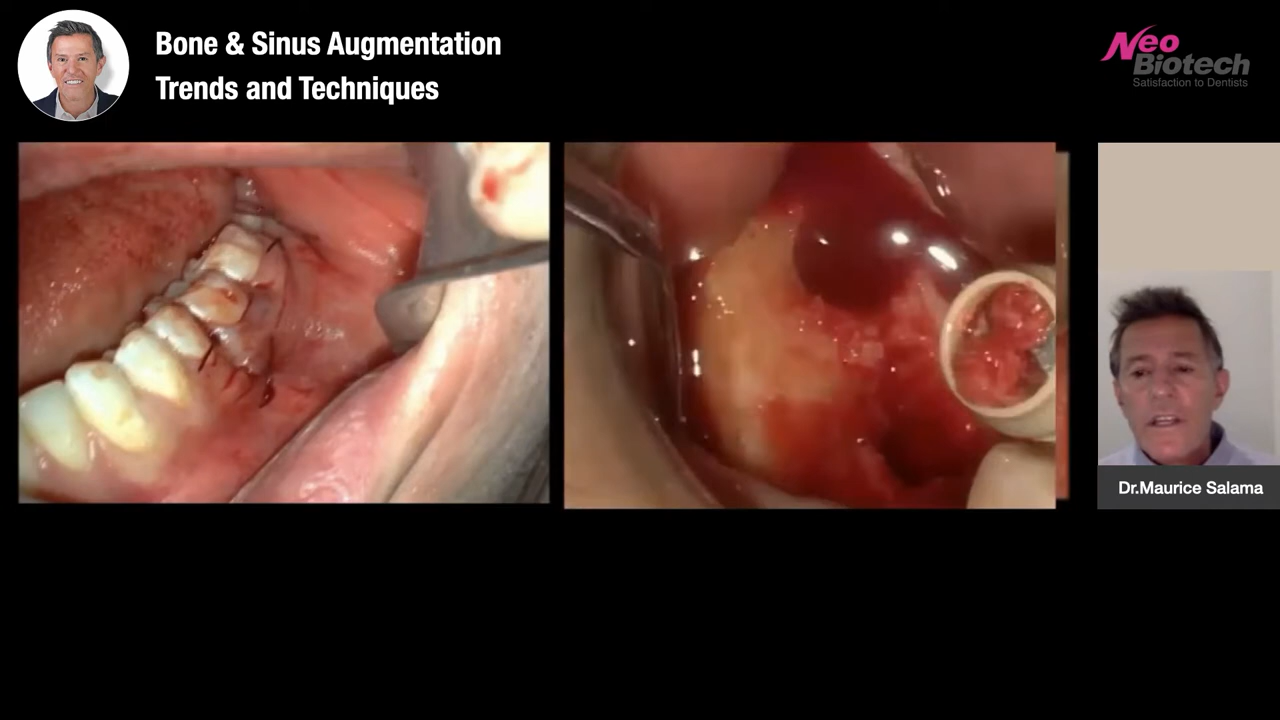 Bone & Sinus Augmentation
Trends and Techniques
Neo
Biotech
Satisfaction to Dentists
Dr.Maurice Salama